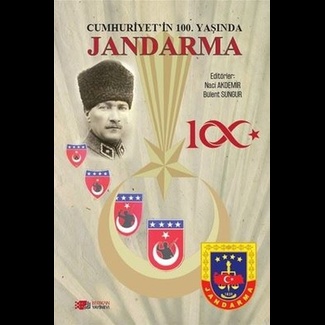 CUMHURİYET'İN 100. YAŞINDA
JANDARMA
Editörler:
Naci AKDEMİR
Bülent SUNGUR
100
JANDARMA